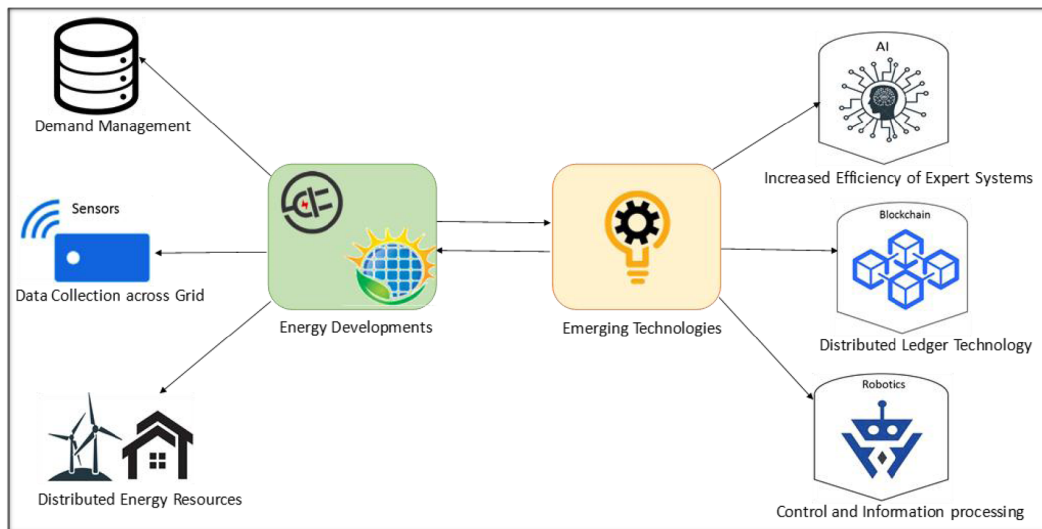 Demand Management
Sensors
Data Collection across Grid
Distributed Energy Resources
Energy Developments
Emerging Technologies
AI
Increased Efficiency of Expert Systems
Blockchain
Distributed Ledger Technology
Robotics
Control and Information processing